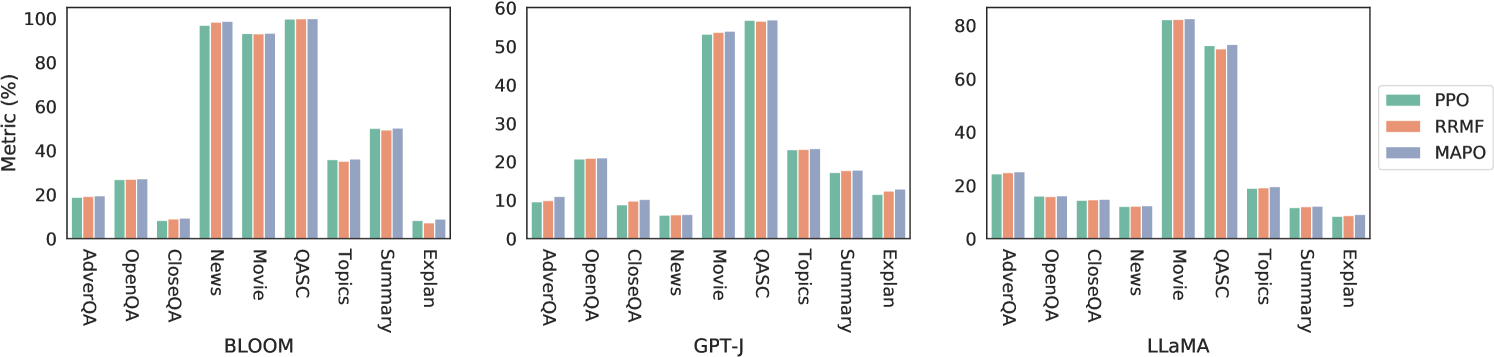 Metric (%)
100
80
60
40
20
0
AdverQA
OpenQA
CloseQA
News
Movie
QASC
Topics
Summary
Explan
BLOOM
60
50
40
30
20
10
0
AdverQA
OpenQA
CloseQA
News
Movie
QASC
Topics
Summary
Explan
GPT-J
80
60
40
20
0
AdverQA
OpenQA
CloseQA
News
Movie
QASC
Topics
Summary
Explan
LLaMA
PPO
RRMF
MAPO